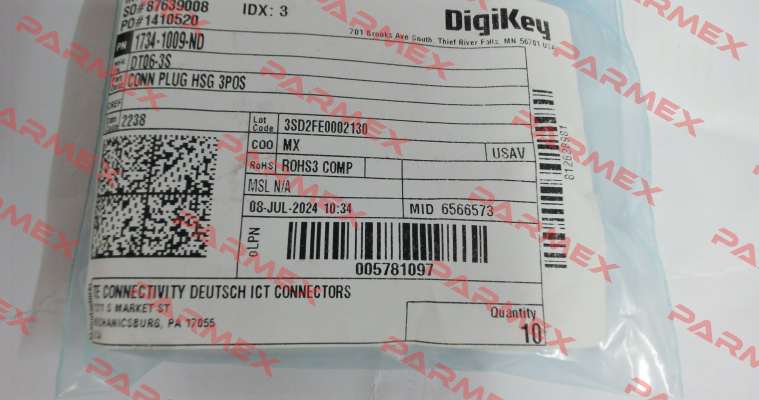 SO#87639008 IDX: 3
DigiKey
PO#1410520
701 Brooks Ave South, Thief River Falls, MN 56701 USA
PN 1734-1009-ND
DT06-3S
CONN PLUG HSG 3POS
2238
Lot Code 3SD2FE0002130
COO MX
USAV
RoHS ROHS3 COMP
MSL N/A
08-JUL-2024 10:34 MID 6566573
OLPN
005781097
CONNECTIVITY DEUTSCH ICT CONNECTORS
S MARKET ST
MECHANICSBURG, PA 17055
Quantity
10
PARMEX